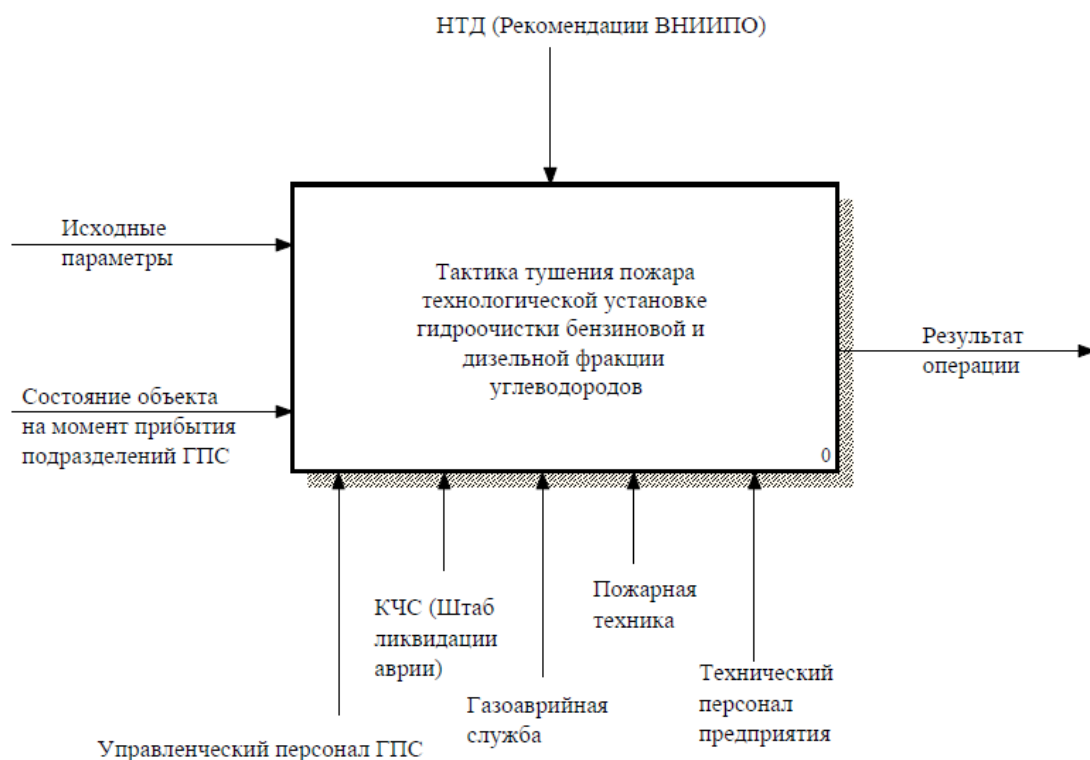 НТД (Рекомендации ВНИИПО)
Исходные
параметры
Тактика тушения пожара
технологической установке
гидроочистки бензиновой и
дизельной фракции
углеводородов
Результат
операции
Состояние объекта
на момент прибытия
подразделений ГПС
0
Управленческий персонал ГПС
КЧС (Штаб
ликвидации
аврии)
Газоаврийная
служба
Пожарная
техника
Технический
персонал
предприятия